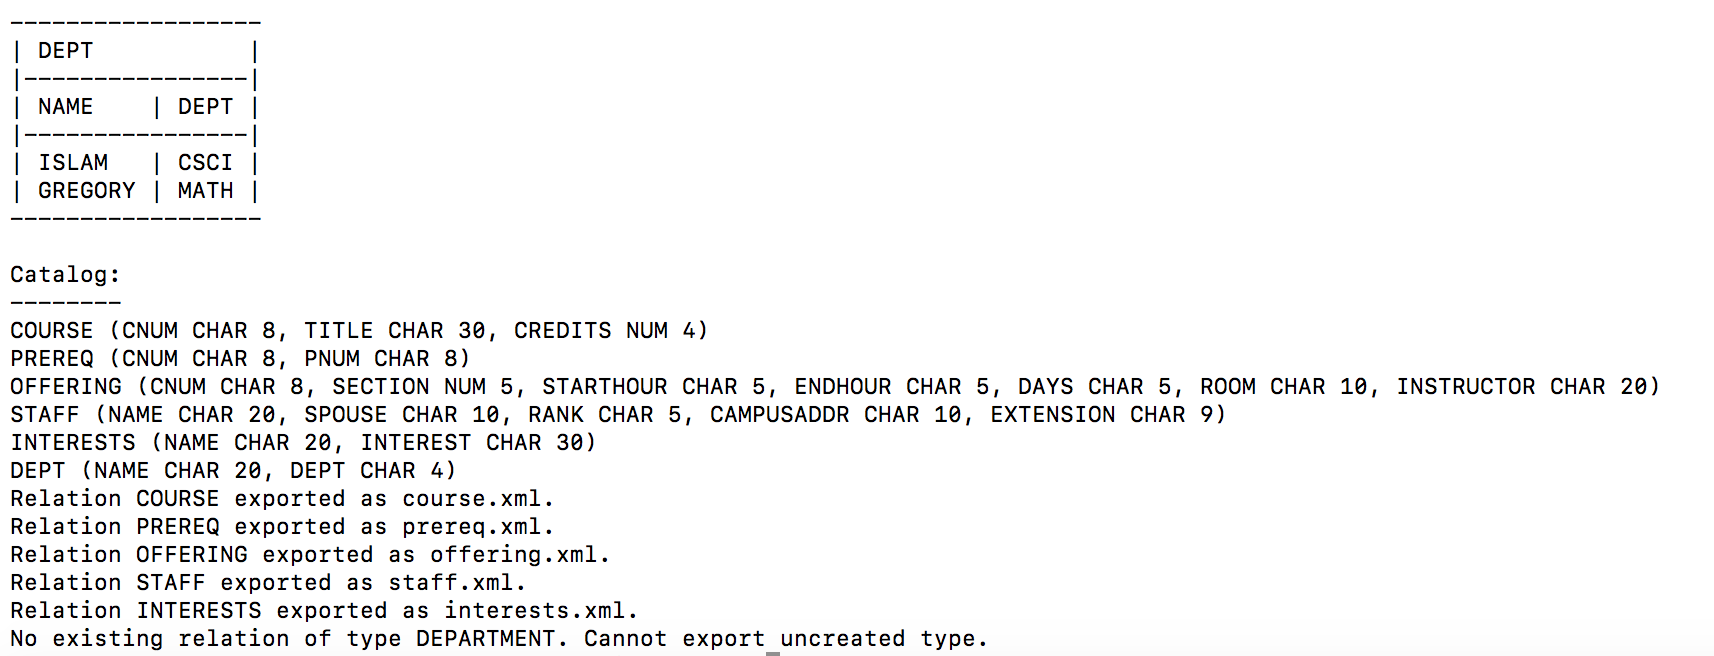 ------------------
| DEPT           |
|----------------|
| NAME    | DEPT |
|----------------|
| ISLAM   | CSCI |
| GREGORY | MATH |
------------------

Catalog:
--------
COURSE (CNUM CHAR 8, TITLE CHAR 30, CREDITS NUM 4)
PREREQ (CNUM CHAR 8, PNUM CHAR 8)
OFFERING (CNUM CHAR 8, SECTION NUM 5, STARTHOUR CHAR 5, ENDHOUR CHAR 5, DAYS CHAR 5, ROOM CHAR 10, INSTRUCTOR CHAR 20)
STAFF (NAME CHAR 20, SPOUSE CHAR 10, RANK CHAR 5, CAMPUSADDR CHAR 10, EXTENSION CHAR 9)
INTERESTS (NAME CHAR 20, INTEREST CHAR 30)
DEPT (NAME CHAR 20, DEPT CHAR 4)
Relation COURSE exported as course.xml.
Relation PREREQ exported as prereq.xml.
Relation OFFERING exported as offering.xml.
Relation STAFF exported as staff.xml.
Relation INTERESTS exported as interests.xml.
No existing relation of type DEPARTMENT. Cannot export uncreated type.